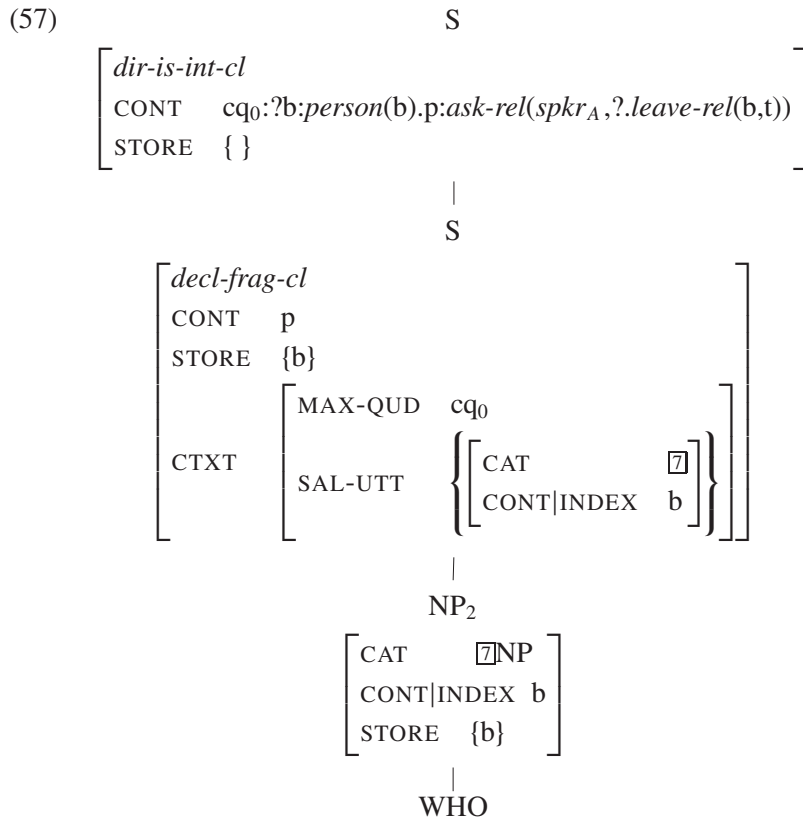 (57) S
dir-is-int-cl
CONT cq0:?b:person(b).p:ask-rel(spkrA,?.leave-rel(b,t))
STORE { }
S
decl-frag-cl
CONT p
STORE {b}
MAX-QUD cq0
CTXT
CAT 7
SAL-UTT
CONT|INDEX b
NP2
CAT 7NP
CONT|INDEX b
STORE {b}
WHO